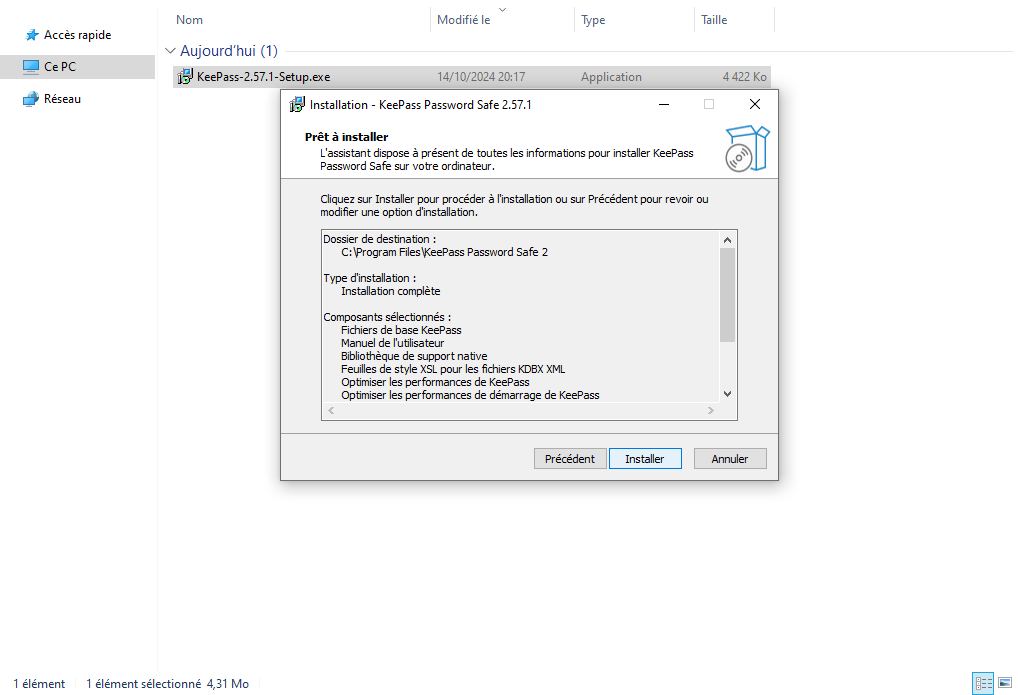 Nom Modifié le Type Taille
Accès rapide
Aujourd'hui (1)
Ce PC
KeePass-2.57.1-Setup.exe 14/10/2024 20:17 Application 4 422 Ko
Réseau
Installation - KeePass Password Safe 2.57.1
Prêt à installer
L'assistant dispose à présent de toutes les informations pour installer KeePass
Password Safe sur votre ordinateur.
Cliquez sur Installer pour procéder à l'installation ou sur Précédent pour revoir ou
modifier une option d'installation.
Dossier de destination :
C:\Program Files\KeePass Password Safe 2
Type d'installation :
Installation complète
Composants sélectionnés :
Fichiers de base KeePass
Manuel de l'utilisateur
Bibliothèque de support native
Feuilles de style XSL pour les fichiers KDBX XML
Optimiser les performances de KeePass
Optimiser les performances de démarrage de KeePass
Précédent Installer Annuler
1 élément 1 élément sélectionné 4,31 Mo